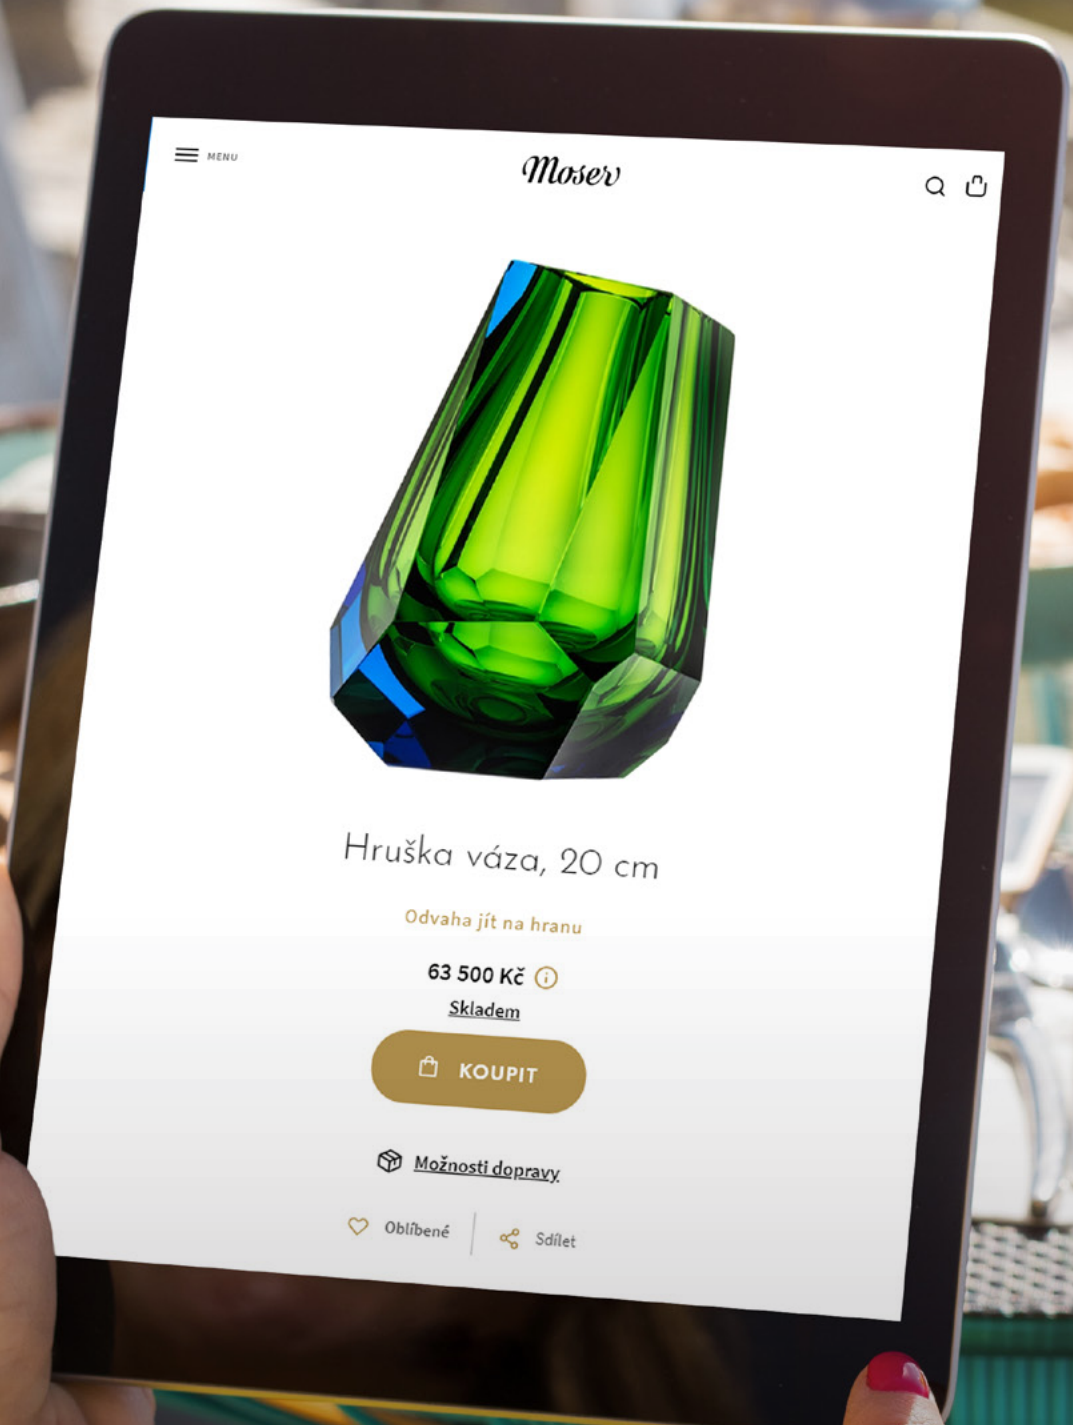 MENU
Moser
Hruška váza, 20 cm
Odvaha jít na hranu
63 500 Kč
Skladem
KOUPIT
Možnosti dopravy
Oblíbené
Sdílet